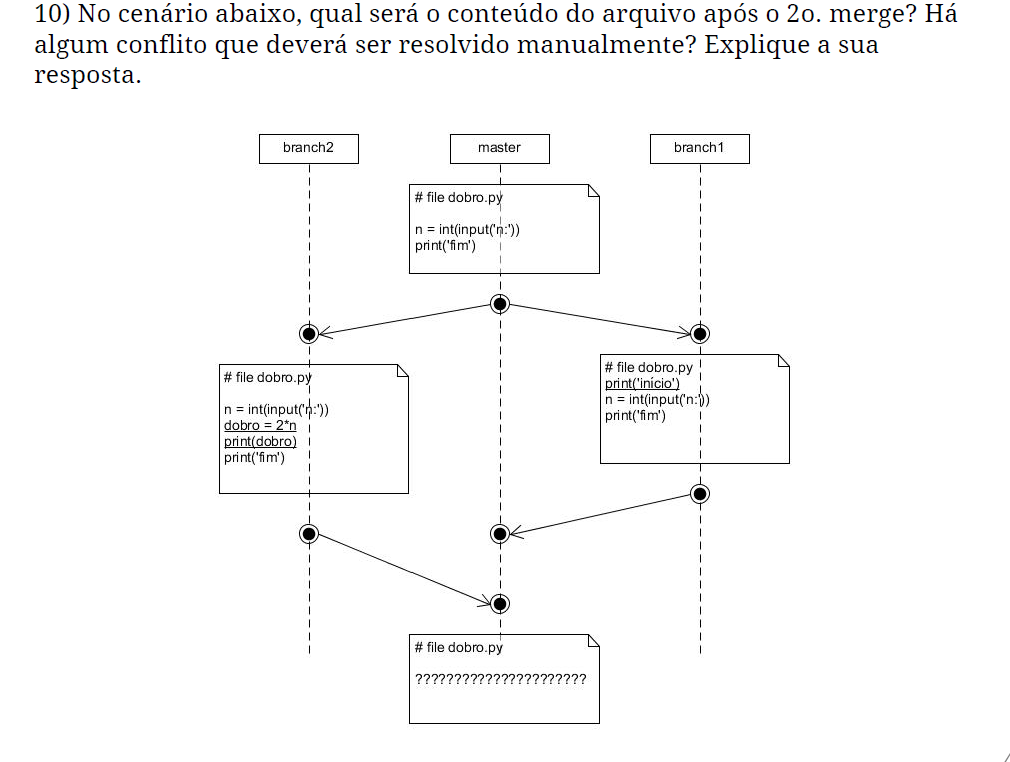 10) No cenário abaixo, qual será o conteúdo do arquivo após o 2o. merge? Há
algum conflito que deverá ser resolvido manualmente? Explique a sua
resposta.
branch2
master
branch1
# file dobro.py
n = int(input('n:'))
print('fim')
# file dobro.py
n = int(input('n:'))
dobro = 2*n
print(dobro)
print('fim')
# file dobro.py
print('início')
n = int(input('n:'))
print('fim')
# file dobro.py
??????????????????????